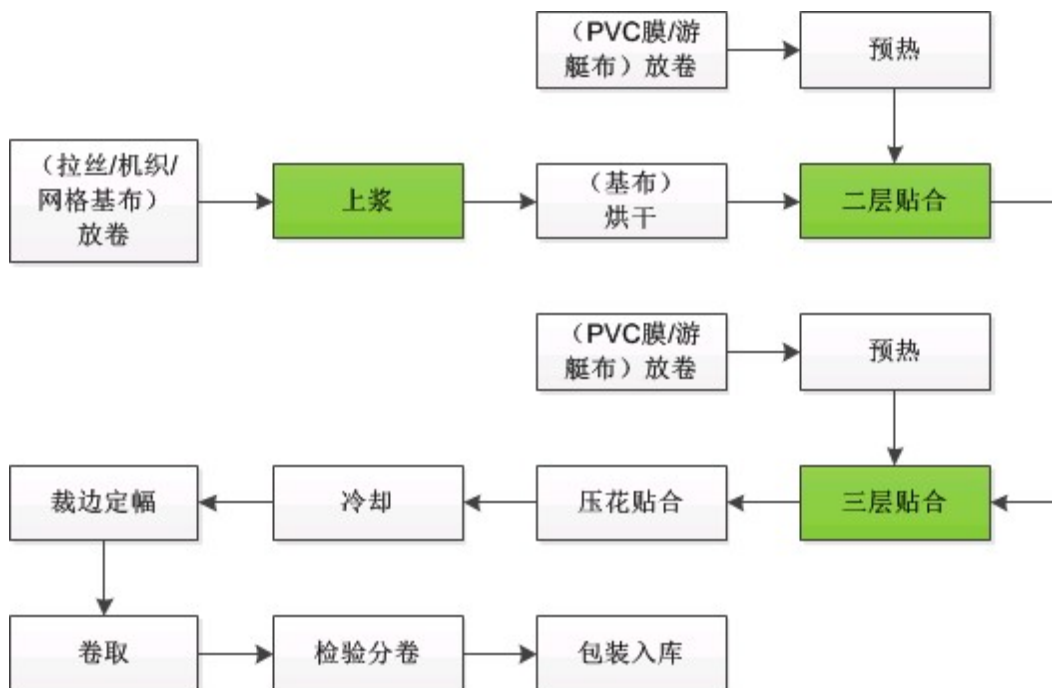 （PVC膜/游
艇布）放卷
预热
（拉丝/机织/
网格基布）
放卷
上浆
（基布）
烘干
二层贴合
（PVC膜/游
艇布）放卷
预热
裁边定幅
冷却
压花贴合
三层贴合
卷取
检验分卷
包装入库